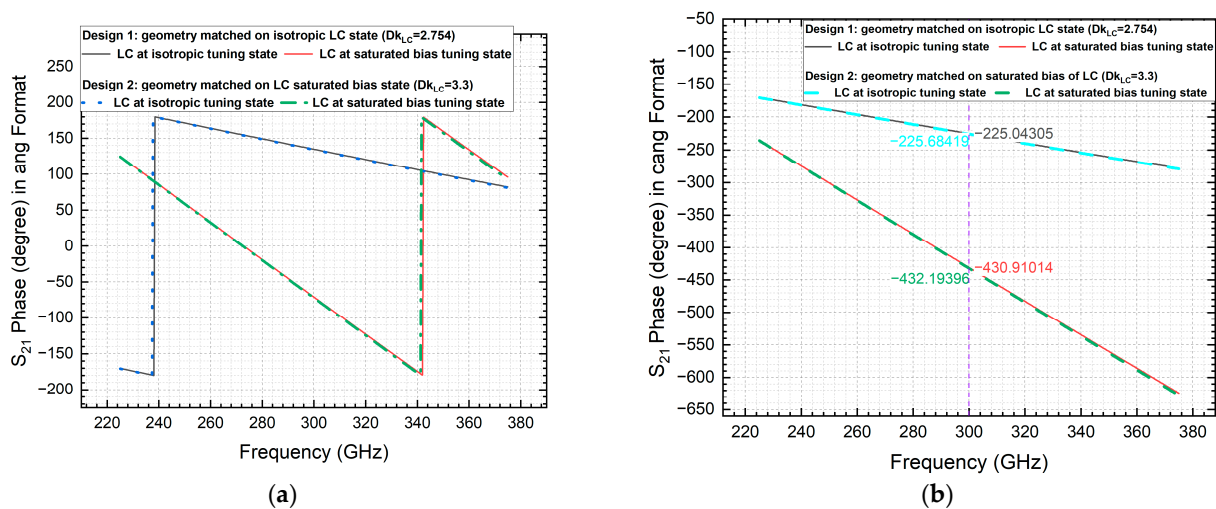 Design 1: geometry matched on isotropic LC state (DkLC=2.754)
LC at isotropic tuning state LC at saturated bias tuning state
Design 2: geometry matched on LC saturated bias state (DkLC=3.3)
LC at isotropic tuning state LC at saturated bias tuning state
S21 Phase (degree) in ang Format
250
200
150
100
50
0
−50
−100
−150
−200
220 240 260 280 300 320 340 360 380
Frequency (GHz)
(a)
Design 1: geometry matched on isotropic LC state (DkLC=2.754)
LC at isotropic tuning state LC at saturated bias tuning state
Design 2: geometry matched on saturated bias of LC (DkLC=3.3)
LC at isotropic tuning state LC at saturated bias tuning state
S21 Phase (degree) in cang Format
−50
−100
−150
−200
−250
−300
−350
−400
−450
−500
−550
−600
−650
−225.04305
−225.68419
−430.91014
−432.19396
220 240 260 280 300 320 340 360 380
Frequency (GHz)
(b)